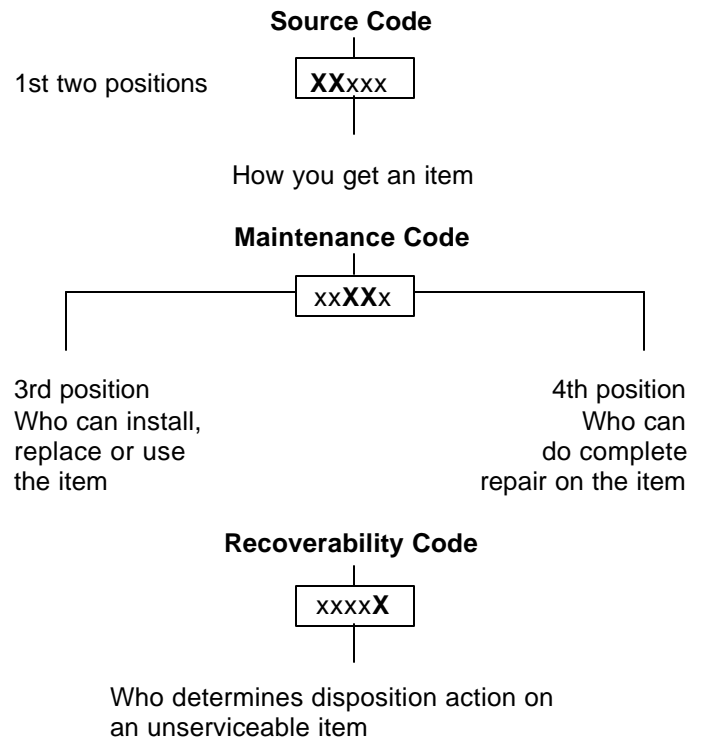 Source Code
1st two positions
XXxxx
How you get an item
Maintenance Code
xxXXx
3rd position
Who can install,
replace or use
the item
4th position
Who can
do complete
repair on the item
Recoverability Code
xxxxX
Who determines disposition action on
an unserviceable item